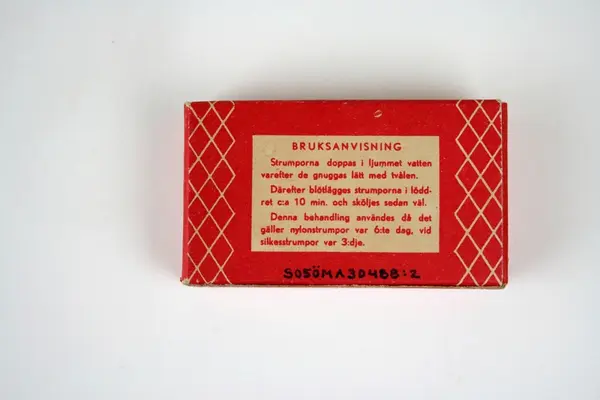 BRUKSANVISNING
Strumporna doppas i ljummet vatten
varefter de gnuggas lätt med tvålen.
Därefter blötlägges strumporna i lödd-
ret c:a 10 min. och sköljes sedan väl.
Denna behandling användes då det
gäller nylonstrumpor var 6:te dag, vid
silkesstrumpor var 3:dje.
SO5ÖMA3D488:2